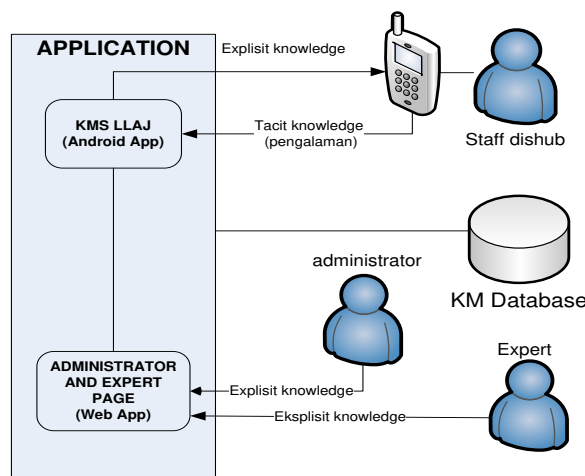 APPLICATION
Explisit knowledge
KMS LLAJ
(Android App)
Tacit knowledge
(pengalaman)
Staff dishub
administrator
KM Database
ADMINISTRATOR
AND EXPERT
PAGE
(Web App)
Explisit knowledge
Expert
Eksplisit knowledge